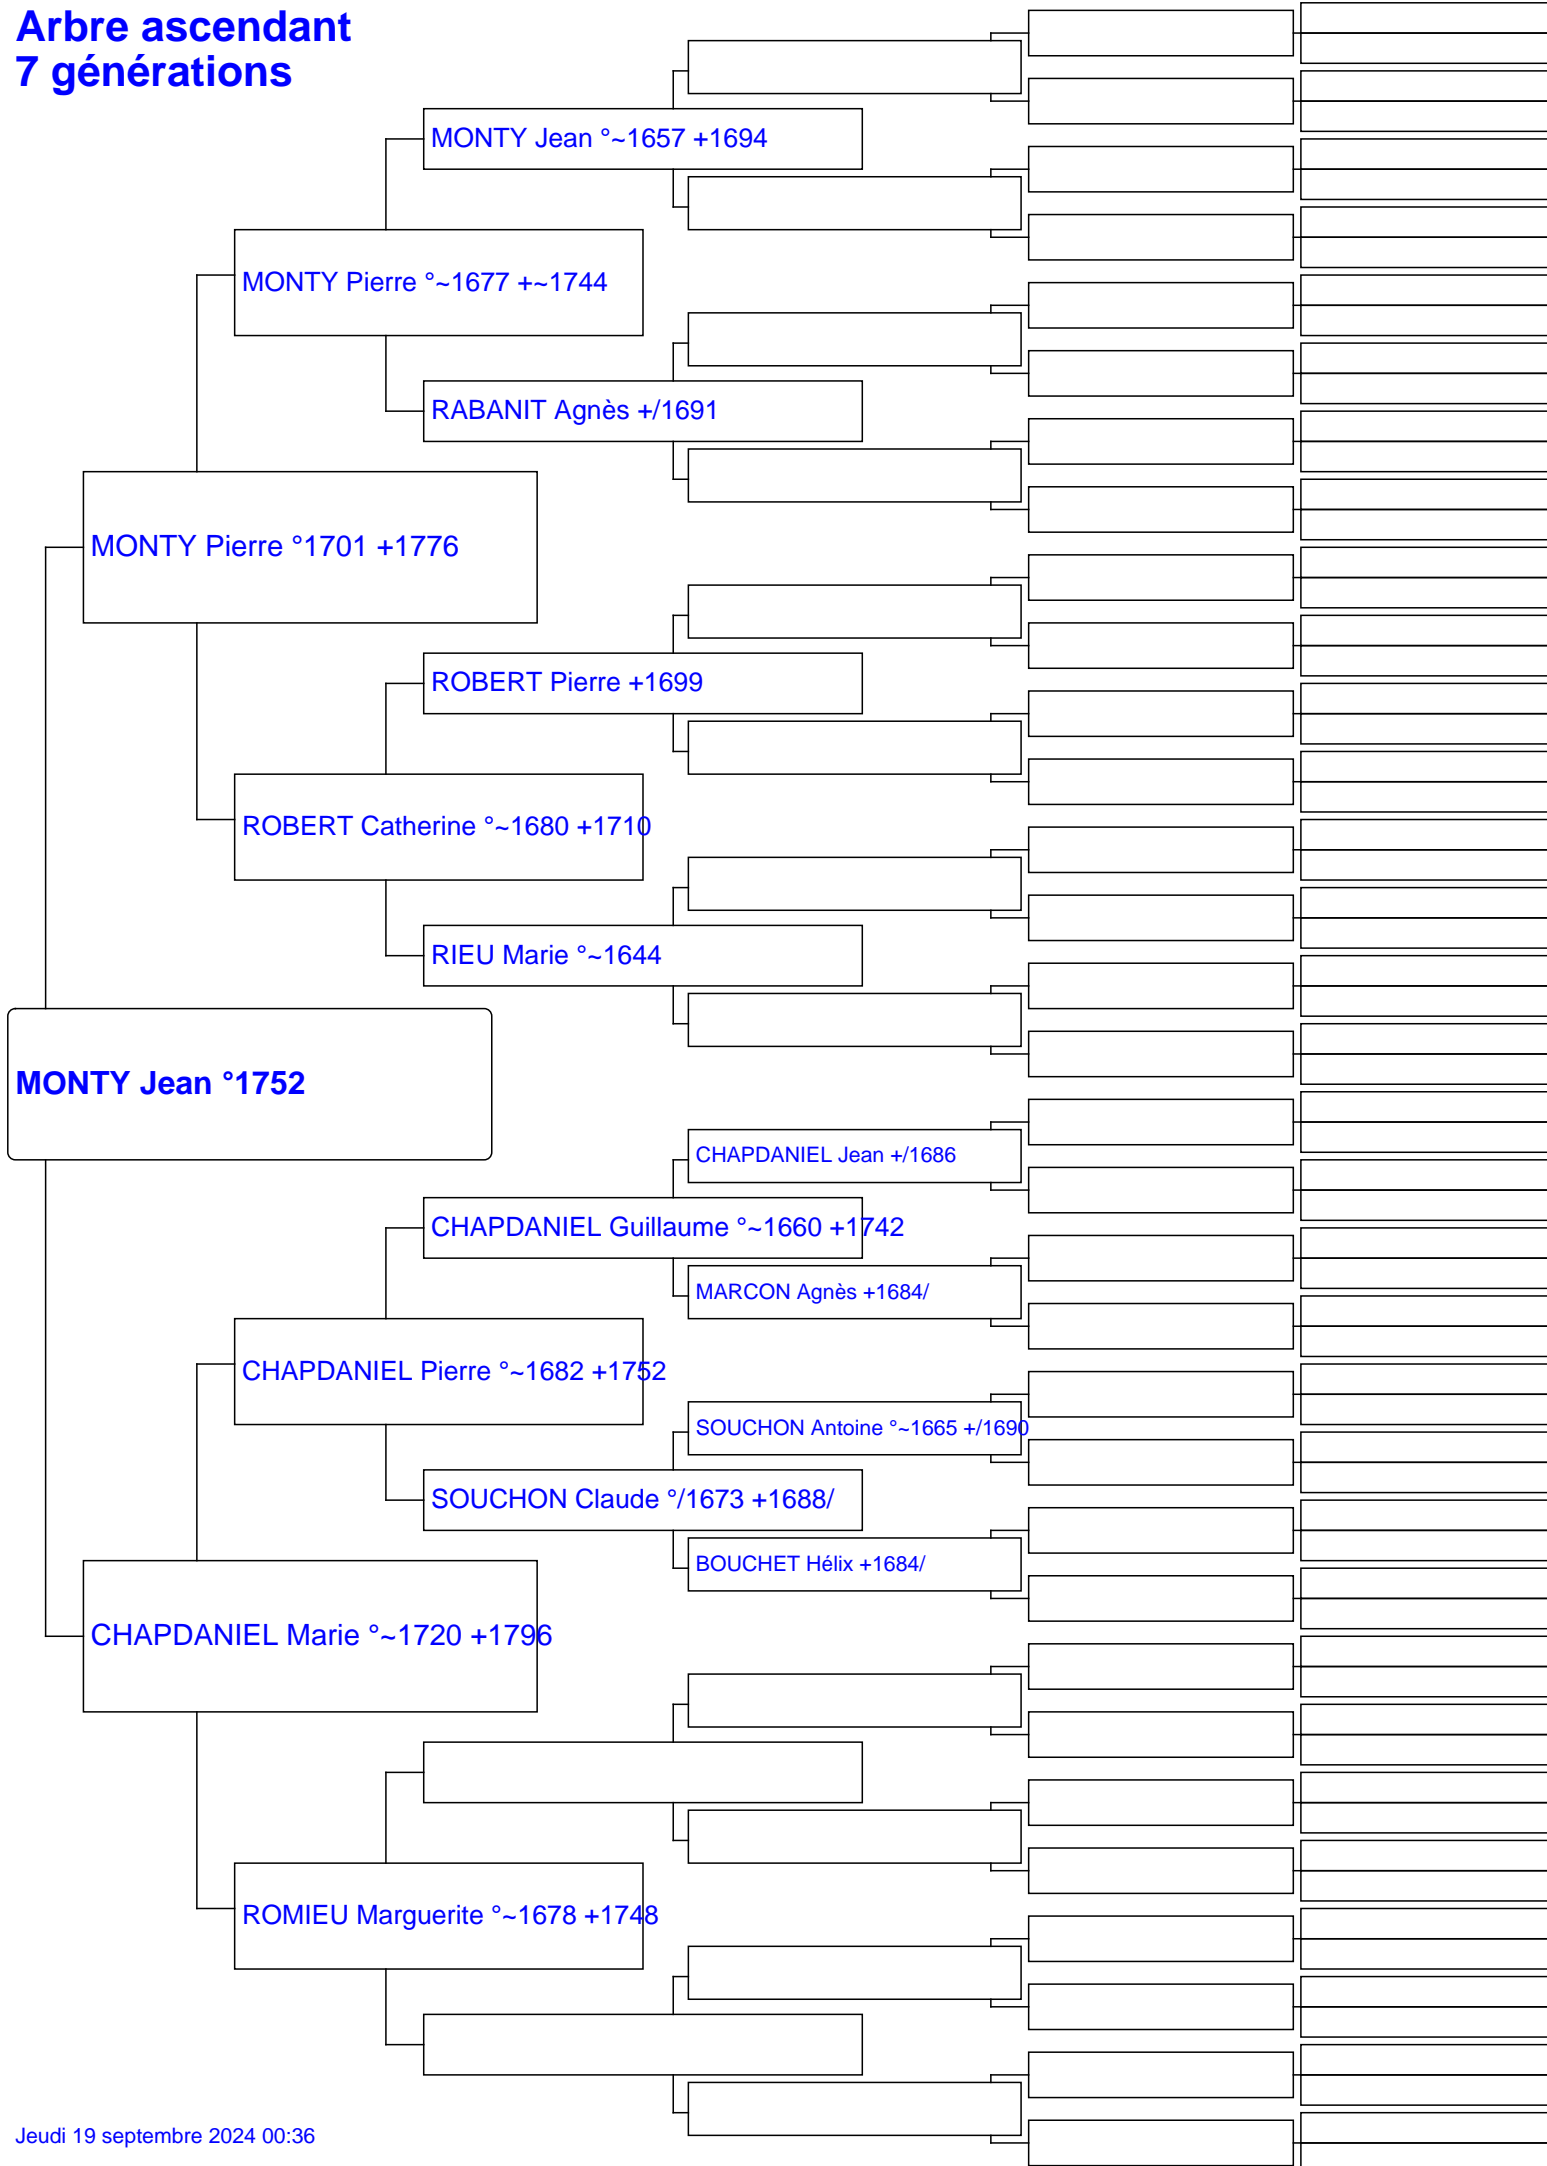 Arbre ascendant
7 générations
MONTY Jean °~1657 +1694
MONTY Pierre °~1677 +~1744
RABANIT Agnès +/1691
MONTY Pierre °1701 +1776
ROBERT Pierre +1699
ROBERT Catherine °~1680 +1710
RIEU Marie °~1644
MONTY Jean °1752
CHAPDANIEL Jean +/1686
CHAPDANIEL Guillaume °~1660 +1742
MARCON Agnès +1684/
CHAPDANIEL Pierre °~1682 +1752
SOUCHON Antoine °~1665 +/1690
SOUCHON Claude °/1673 +1688/
BOUCHET Hélix +1684/
CHAPDANIEL Marie °~1720 +1796
ROMIEU Marguerite °~1678 +1748
Jeudi 19 septembre 2024 00:36